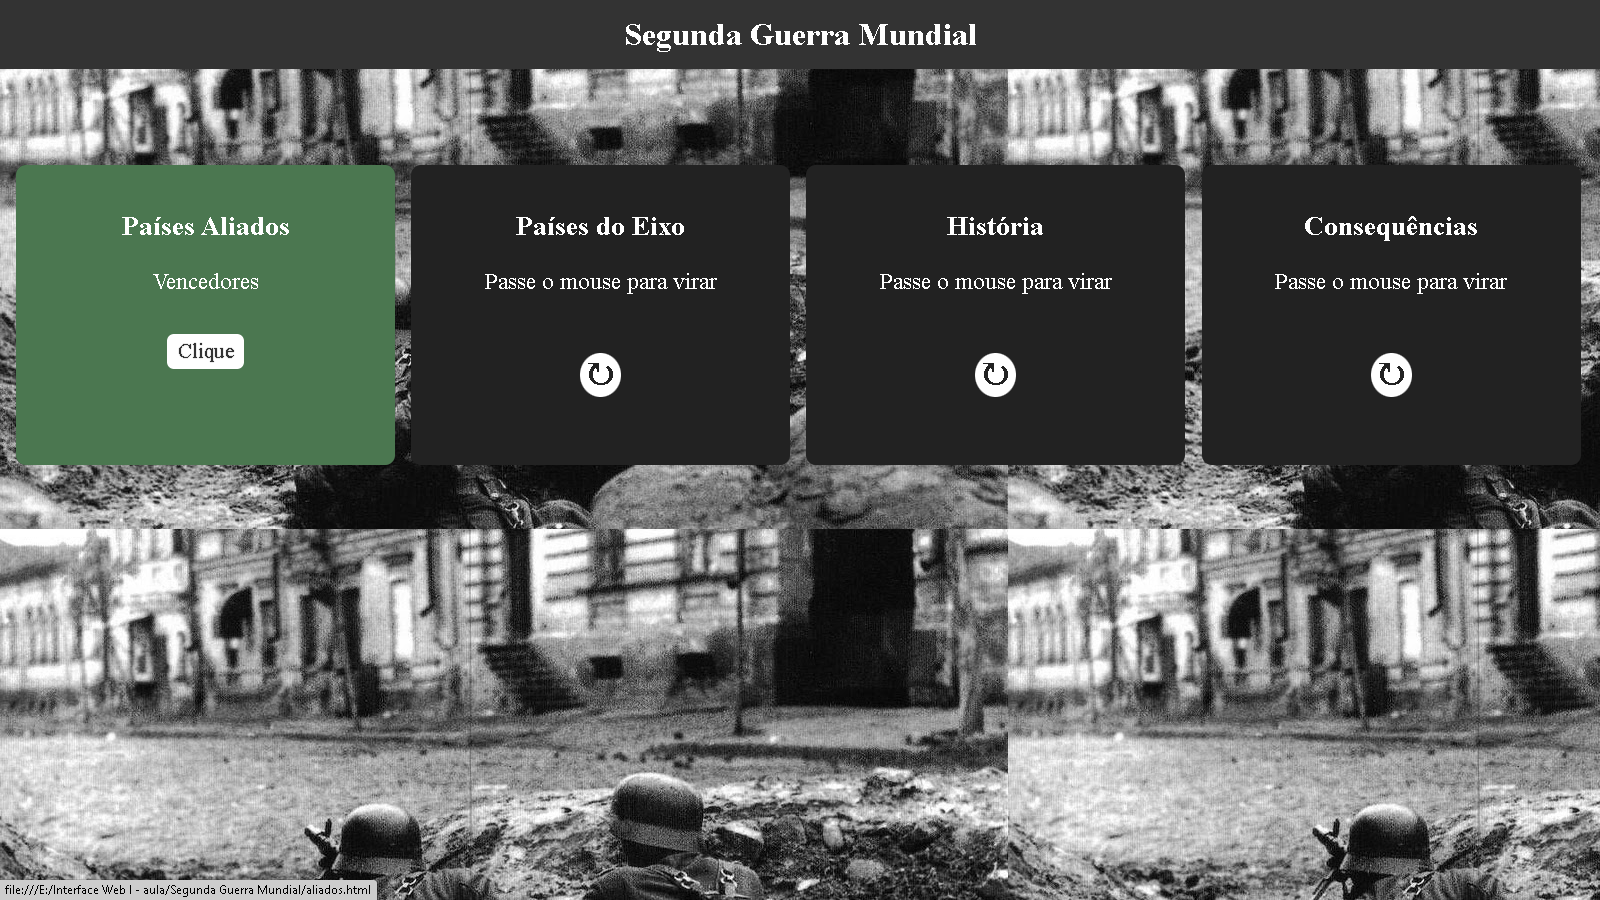 Segunda Guerra Mundial
Países Aliados
Vencedores
Clique
Países do Eixo
Passe o mouse para virar
↻
História
Passe o mouse para virar
↻
Consequências
Passe o mouse para virar
↻
file:///E:/Interface Web I - aula/Segunda Guerra Mundial/aliados.html